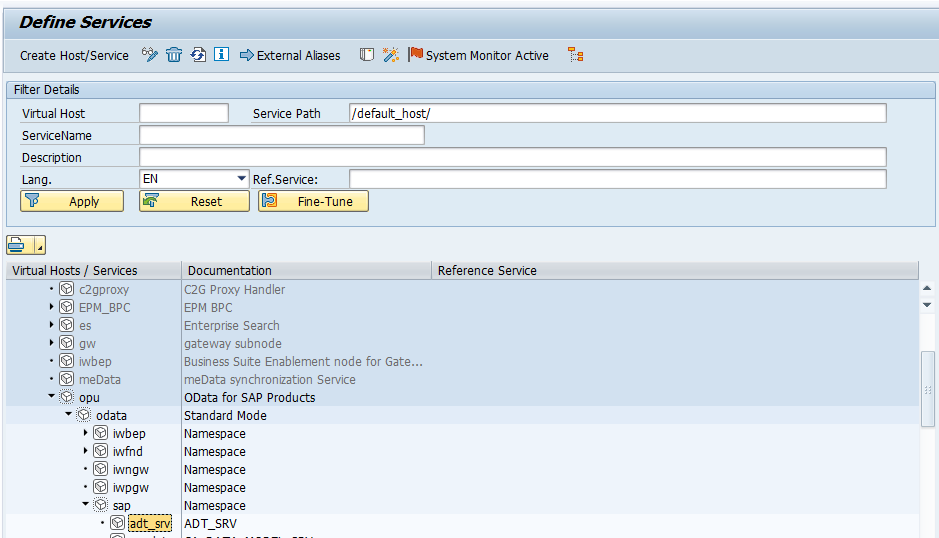 Define Services
Create Host/Service External Aliases System Monitor Active
Filter Details
Virtual Host Service Path /default_host/
ServiceName
Description
Lang. EN Ref.Service:
Apply Reset Fine-Tune
Virtual Hosts / Services Documentation Reference Service
c2gproxy C2G Proxy Handler
EPM_BPC EPM BPC
es Enterprise Search
gw gateway subnode
iwbep Business Suite Enablement node for Gate...
meData meData synchronization Service
opu OData for SAP Products
odata Standard Mode
iwbep Namespace
iwfnd Namespace
iwngw Namespace
iwpgw Namespace
sap Namespace
adt_srv ADT_SRV